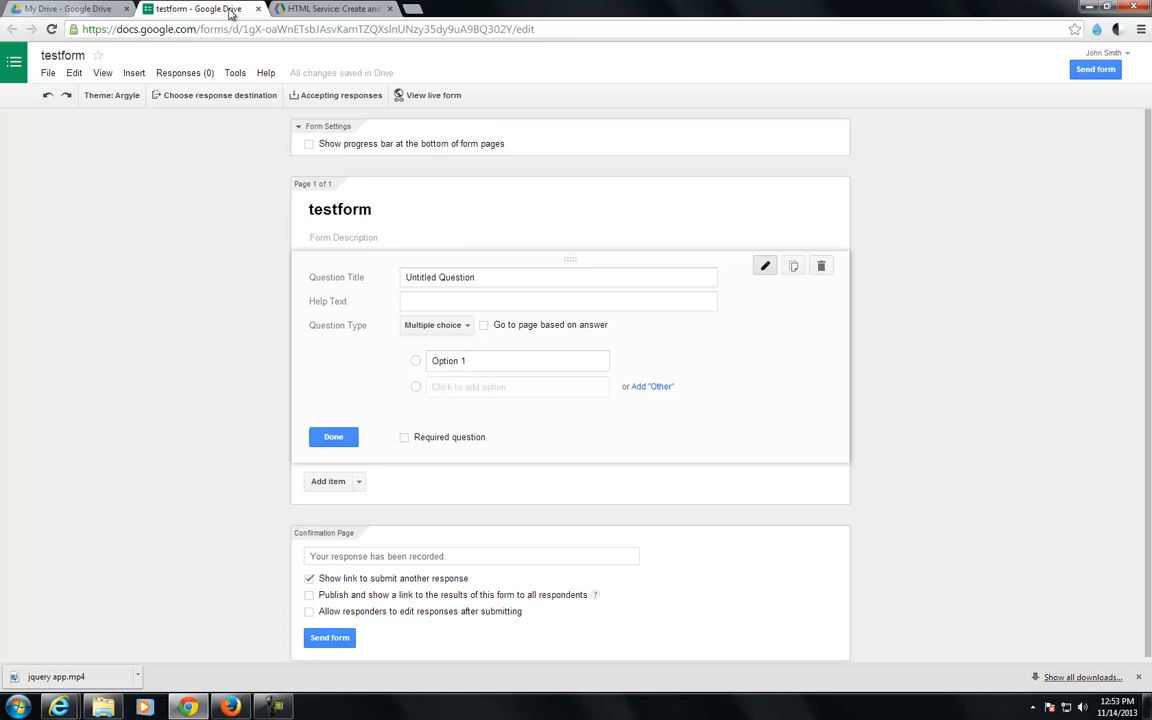 My Drive - Google Drive
testform - Google Drive
HTML Service: Create and
https://docs.google.com/forms/d/1gX-oaWnETsbJAsvKamTZQXsInUNzy35dy9uA9BQ302Y/edit
testform
John Smith
File Edit View Insert Responses (0) Tools Help All changes saved in Drive
Send form
Theme: Argyle Choose response destination Accepting responses View live form
Form Settings
Show progress bar at the bottom of form pages
Page 1 of 1
testform
Form Description
Question Title Untitled Question
Help Text
Question Type Multiple choice Go to page based on answer
Option 1
Click to add option or Add "Other"
Done Required question
Add item
Confirmation Page
Your response has been recorded.
Show link to submit another response
Publish and show a link to the results of this form to all respondents ?
Allow responders to edit responses after submitting
Send form
jquery app.mp4
Show all downloads...
12:53 PM
11/14/2013